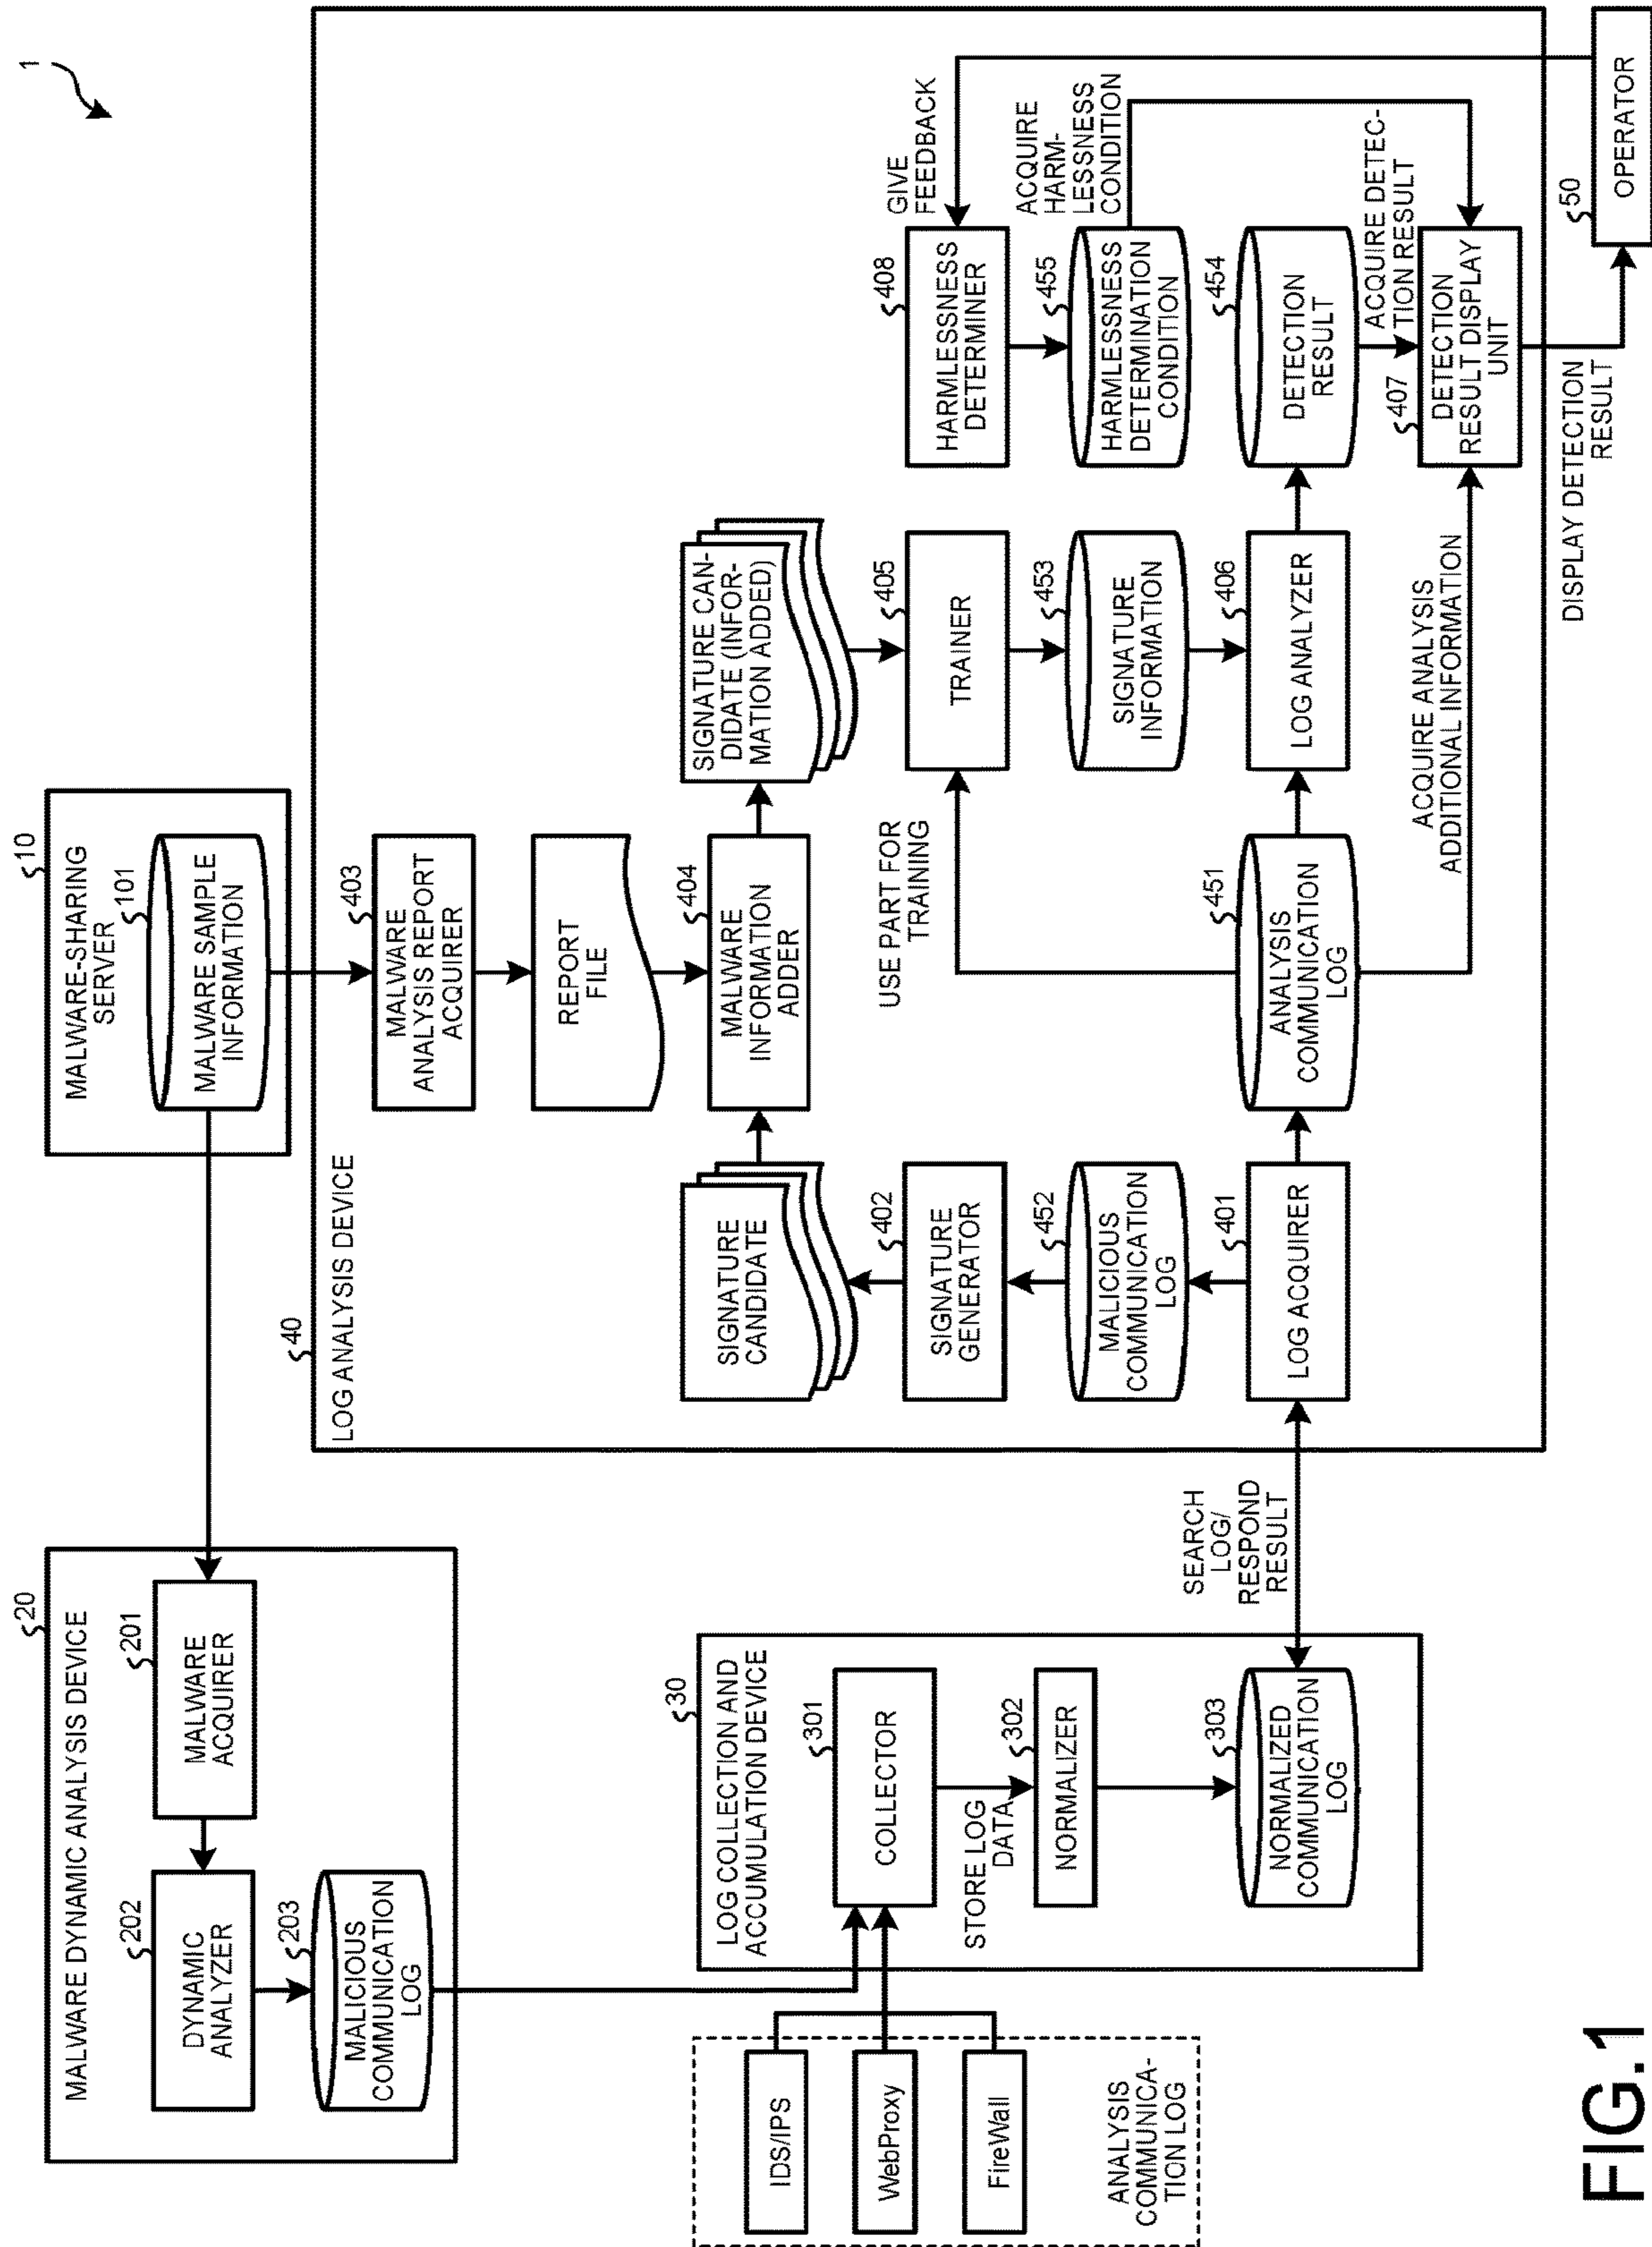 FIG.1
1
20
MALWARE DYNAMIC ANALYSIS DEVICE
202
DYNAMIC
ANALYZER
201
MALWARE
ACQUIRER
203
MALICIOUS
COMMUNICATION
LOG
10
MALWARE-SHARING
SERVER
101
MALWARE SAMPLE
INFORMATION
IDS/IPS
WebProxy
FireWall
ANALYSIS
COMMUNICA-
TION LOG
30
LOG COLLECTION AND
ACCUMULATION DEVICE
301
COLLECTOR
STORE LOG
DATA
302
NORMALIZER
303
NORMALIZED
COMMUNICATION
LOG
SEARCH
LOG/
RESPOND
RESULT
40
LOG ANALYSIS DEVICE
403
MALWARE
ANALYSIS REPORT
ACQUIRER
REPORT
FILE
SIGNATURE
CANDIDATE
404
MALWARE
INFORMATION
ADDER
SIGNATURE CAN-
DIDATE (INFOR-
MATION ADDED)
402
SIGNATURE
GENERATOR
USE PART FOR
TRAINING
405
TRAINER
408
HARMLESSNESS
DETERMINER
GIVE
FEEDBACK
452
MALICIOUS
COMMUNICATION
LOG
453
SIGNATURE
INFORMATION
455
HARMLESSNESS
DETERMINATION
CONDITION
ACQUIRE
HARM-
LESSNESS
CONDITION
401
LOG ACQUIRER
451
ANALYSIS
COMMUNICATION
LOG
406
LOG ANALYZER
454
DETECTION
RESULT
ACQUIRE DETEC-
TION RESULT
ACQUIRE ANALYSIS
ADDITIONAL INFORMATION
407
DETECTION
RESULT DISPLAY
UNIT
DISPLAY DETECTION
RESULT
50
OPERATOR